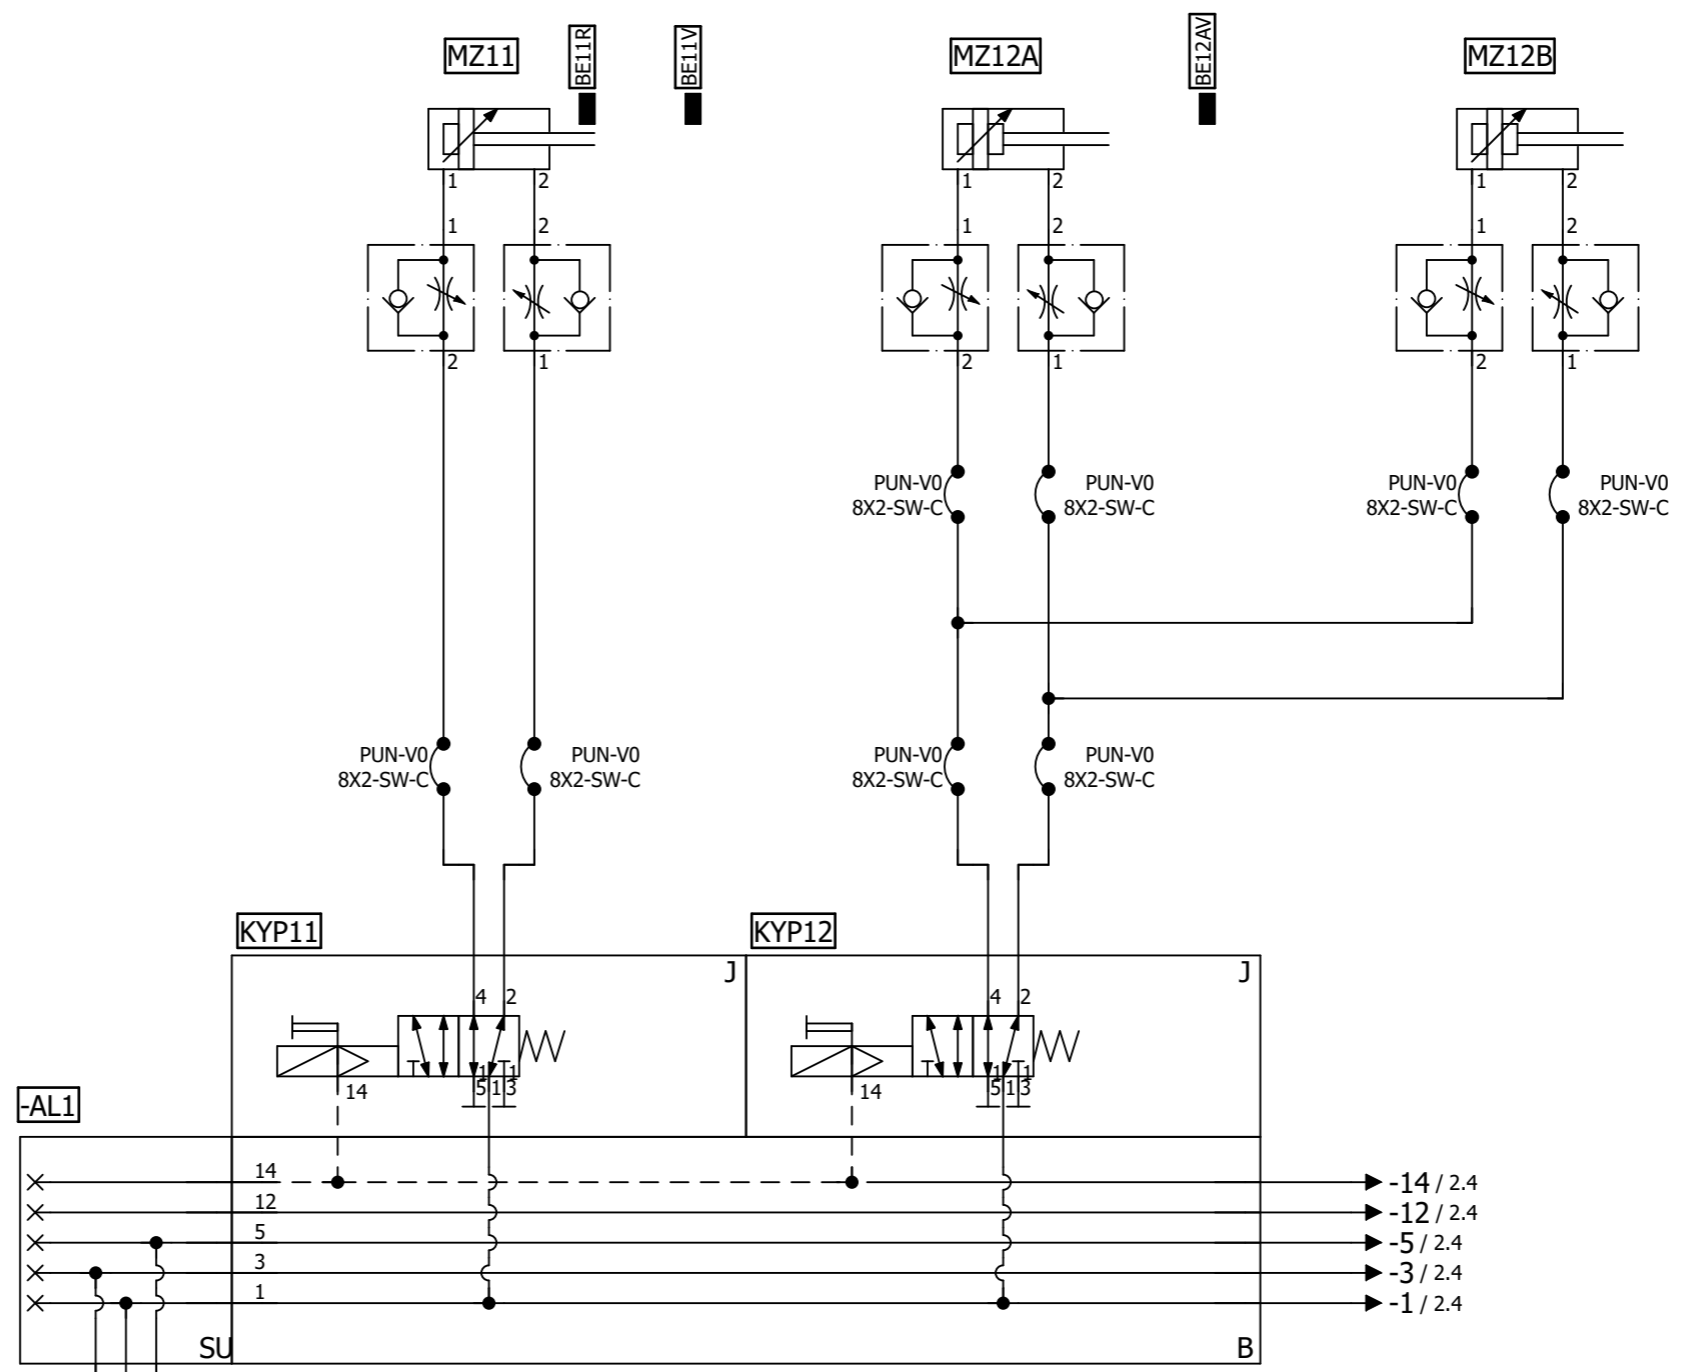 MZ11
BE11R
BE11V
MZ12A
BE12AV
MZ12B
1 2
1 2
1 2
1 2
1 2
1 2
2 1
2 1
2 1
PUN-V0
8X2-SW-C
PUN-V0
8X2-SW-C
PUN-V0
8X2-SW-C
PUN-V0
8X2-SW-C
PUN-V0
8X2-SW-C
PUN-V0
8X2-SW-C
PUN-V0
8X2-SW-C
PUN-V0
8X2-SW-C
KYP11
KYP12
J
J
4 2
4 2
1 1
14 5 1 3
1 1
14 5 1 3
-AL1
14
12
5
3
1
-14 / 2.4
-12 / 2.4
-5 / 2.4
-3 / 2.4
-1 / 2.4
SU
B